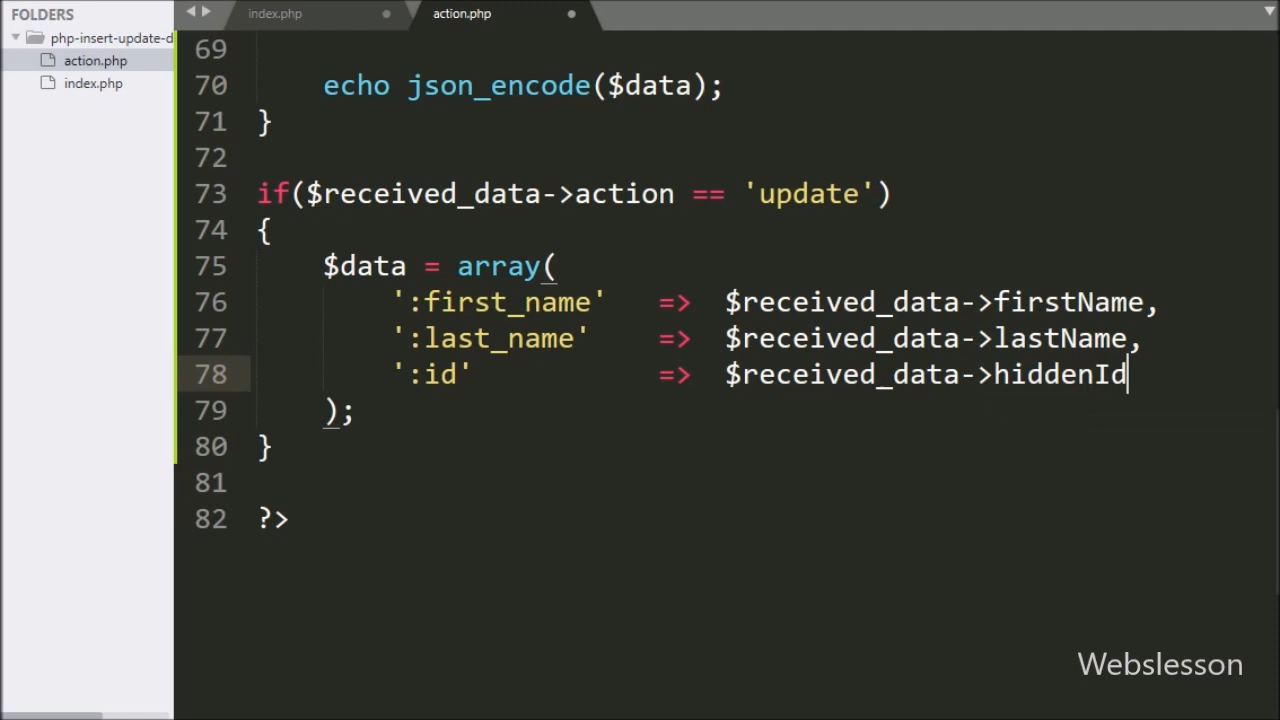 FOLDERS
php-insert-update-d
action.php
index.php
index.php
action.php
69
70 echo json_encode($data);
71 }
72
73 if($received_data->action == 'update')
74 {
75 $data = array(
76 ':first_name' => $received_data->firstName,
77 ':last_name' => $received_data->lastName,
78 ':id' => $received_data->hiddenId
79 );
80 }
81
82 ?>
Webslesson